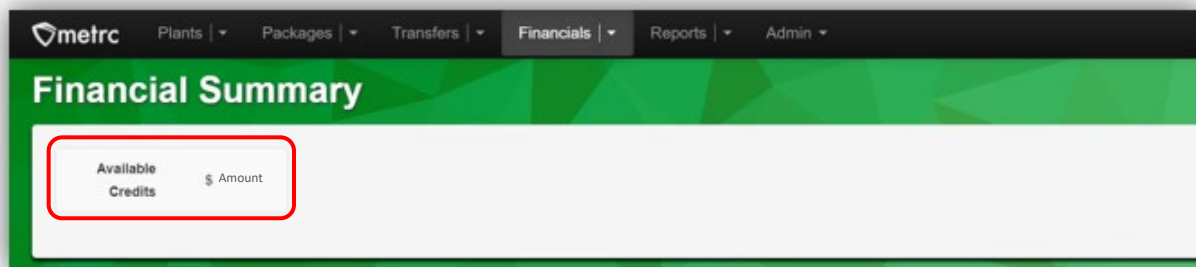 metrc Plants Packages Transfers Financials Reports Admin
Financial Summary
Available
Credits
$ Amount